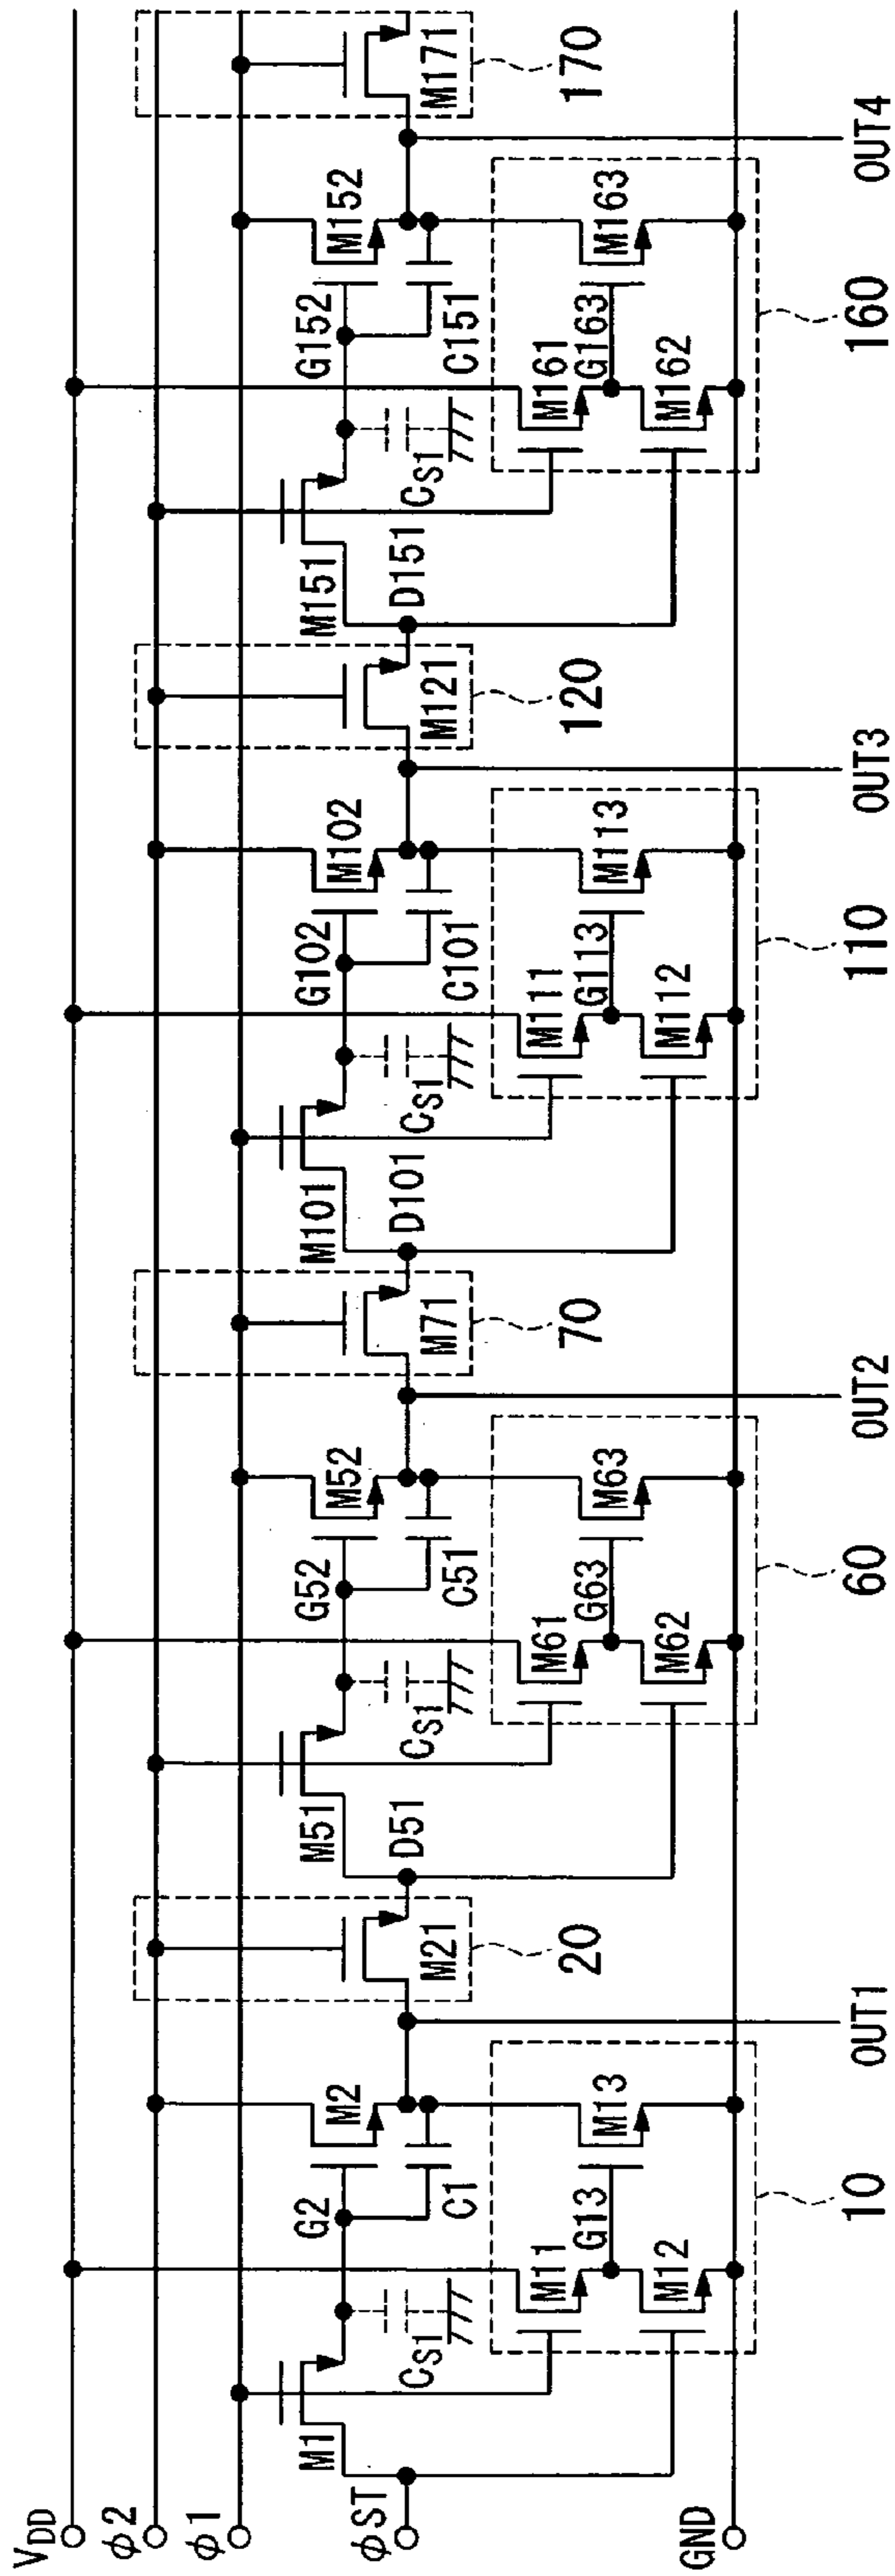 VDD
φ2
φ1
φST
GND
M1
CS1
G2
C1
M2
M11
M12
G13
M13
10
OUT1
M21
20
D51
M51
CS1
G52
C51
M52
M61
M62
G63
M63
60
OUT2
M71
70
D101
M101
CS1
G102
C101
M102
M111
M112
G113
M113
110
OUT3
M121
120
D151
M151
CS1
G152
C151
M152
M161
M162
G163
M163
160
OUT4
M171
170